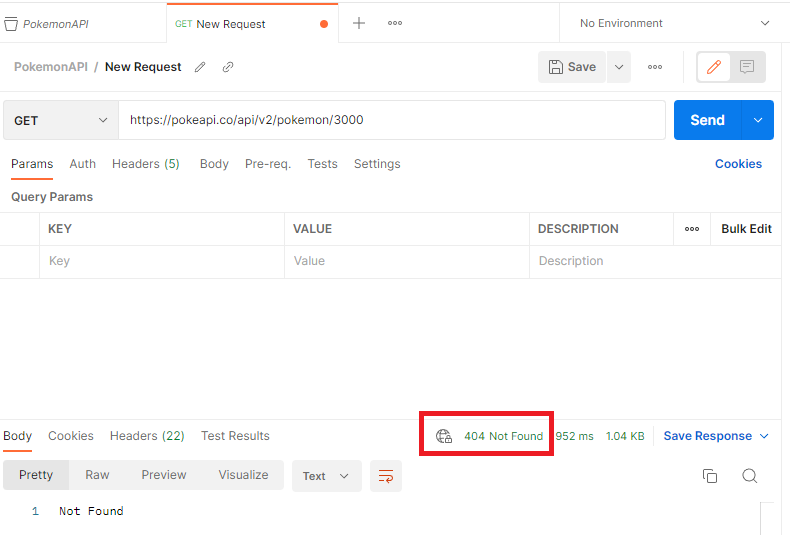 PokemonAPI
GET New Request
No Environment
PokemonAPI / New Request
Save
GET
https://pokeapi.co/api/v2/pokemon/3000
Send
Params Auth Headers (5) Body Pre-req. Tests Settings Cookies
Query Params
KEY VALUE DESCRIPTION Bulk Edit
Key Value Description
Body Cookies Headers (22) Test Results 404 Not Found 952 ms 1.04 KB Save Response
Pretty Raw Preview Visualize Text
1 Not Found